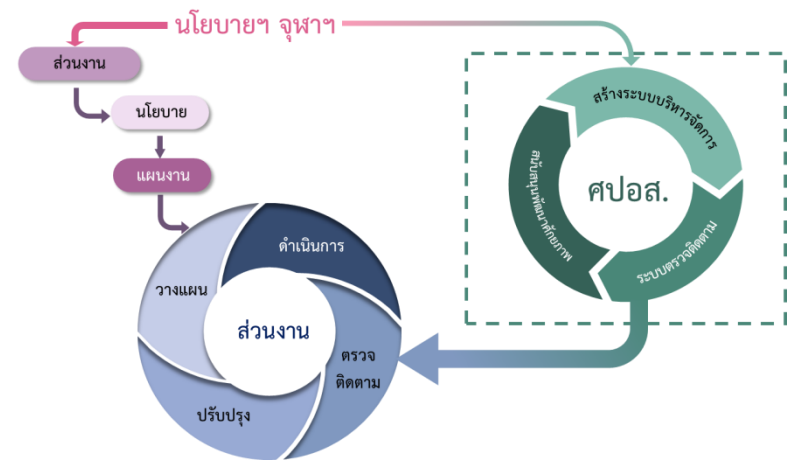 นโยบายฯ จุฬาฯ
ส่วนงาน
นโยบาย
แผนงาน
วางแผน
ดำเนินการ
ตรวจ
ติดตาม
ปรับปรุง
ส่วนงาน
สร้างระบบบริหารจัดการ
ระบบตรวจติดตาม
สนับสนุนพัฒนาศักยภาพ
ศปอส.